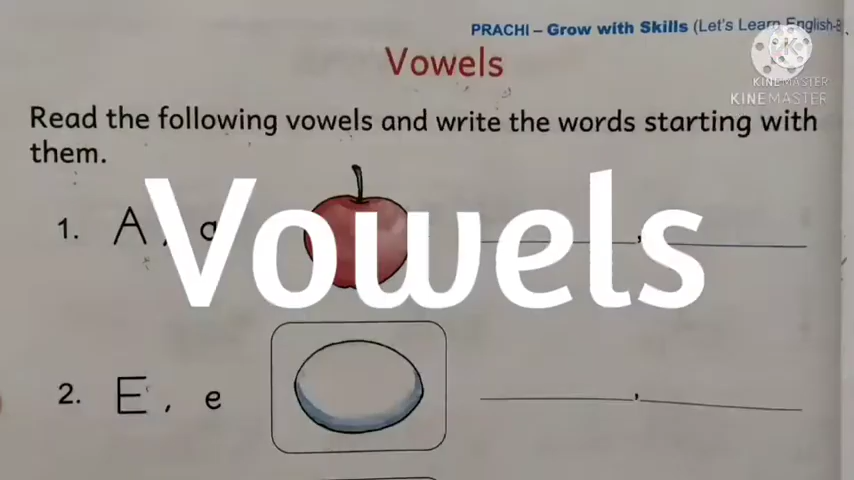 PRACHI – Grow with Skills (Let's Learn English-B)
KINEMASTER
KINEMASTER
Vowels
Read the following vowels and write the words starting with
them.
Vowels
1. A, a
2. E, e